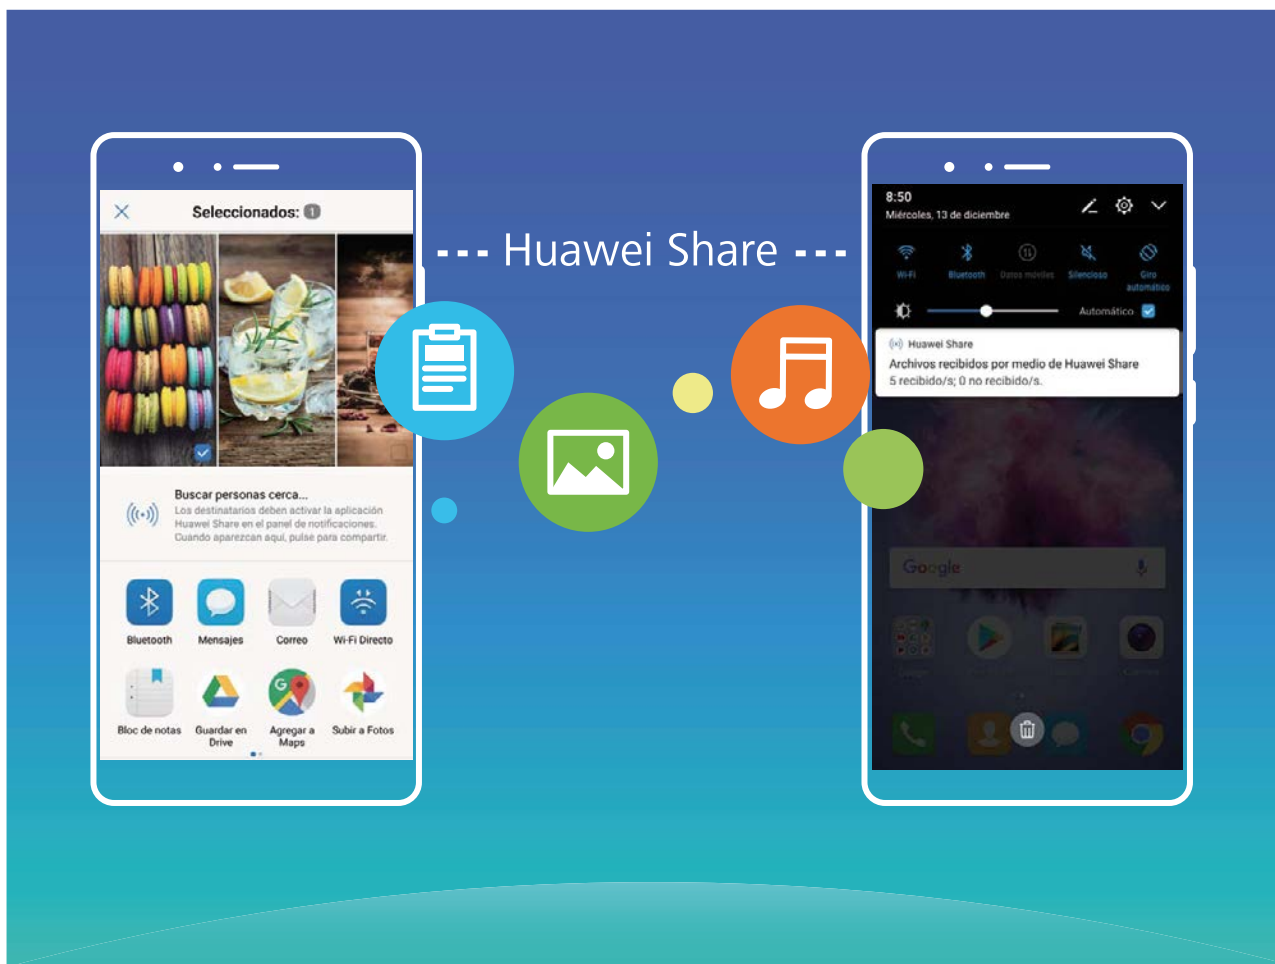 Seleccionados: 1
Buscar personas cerca...
Los destinatarios deben activar la aplicación
Huawei Share en el panel de notificaciones.
Cuando aparezcan aquí, pulse para compartir.
Bluetooth
Mensajes
Correo
Wi-Fi Directo
Bloc de notas
Guardar en
Drive
Agregar a
Maps
Subir a Fotos
--- Huawei Share ---
8:50
Miércoles, 13 de diciembre
Wi-Fi
Bluetooth
Datos móviles
Silencioso
Giro
automático
Automático
Huawei Share
Archivos recibidos por medio de Huawei Share
5 recibido/s; 0 no recibido/s.
Google